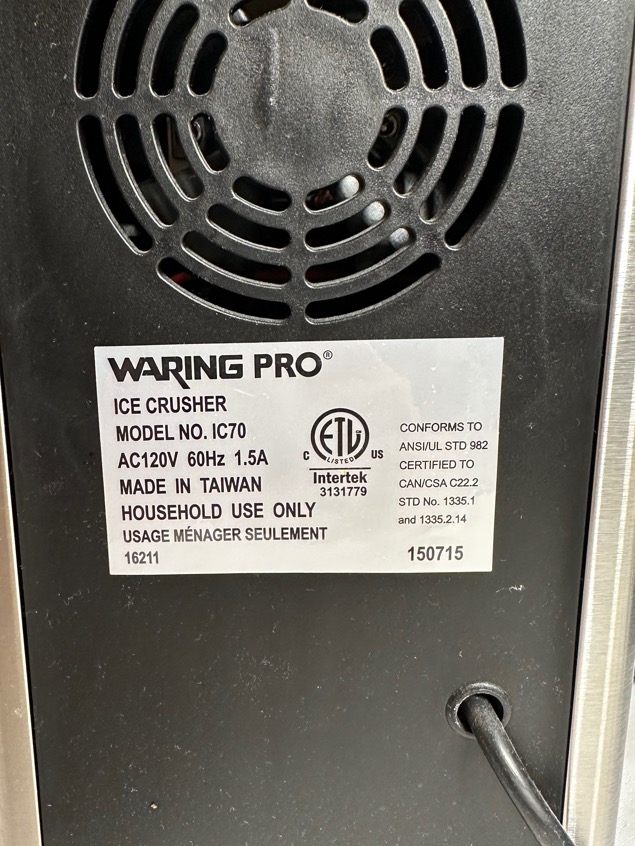 WARING PRO®
ICE CRUSHER
MODEL NO. IC70
AC120V 60Hz 1.5A
MADE IN TAIWAN
HOUSEHOLD USE ONLY
USAGE MÉNAGER SEULEMENT
16211
ETL
LISTED
C US
Intertek
3131779
CONFORMS TO
ANSI/UL STD 982
CERTIFIED TO
CAN/CSA C22.2
STD No. 1335.1
and 1335.2.14
150715